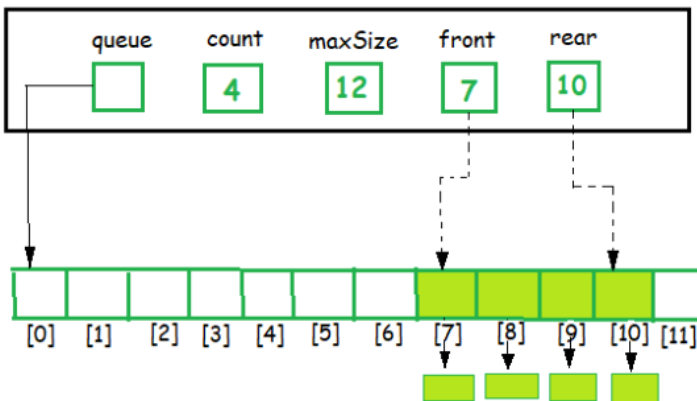 queue count maxSize front rear
4 12 7 10
[0] [1] [2] [3] [4] [5] [6] [7] [8] [9] [10] [11]